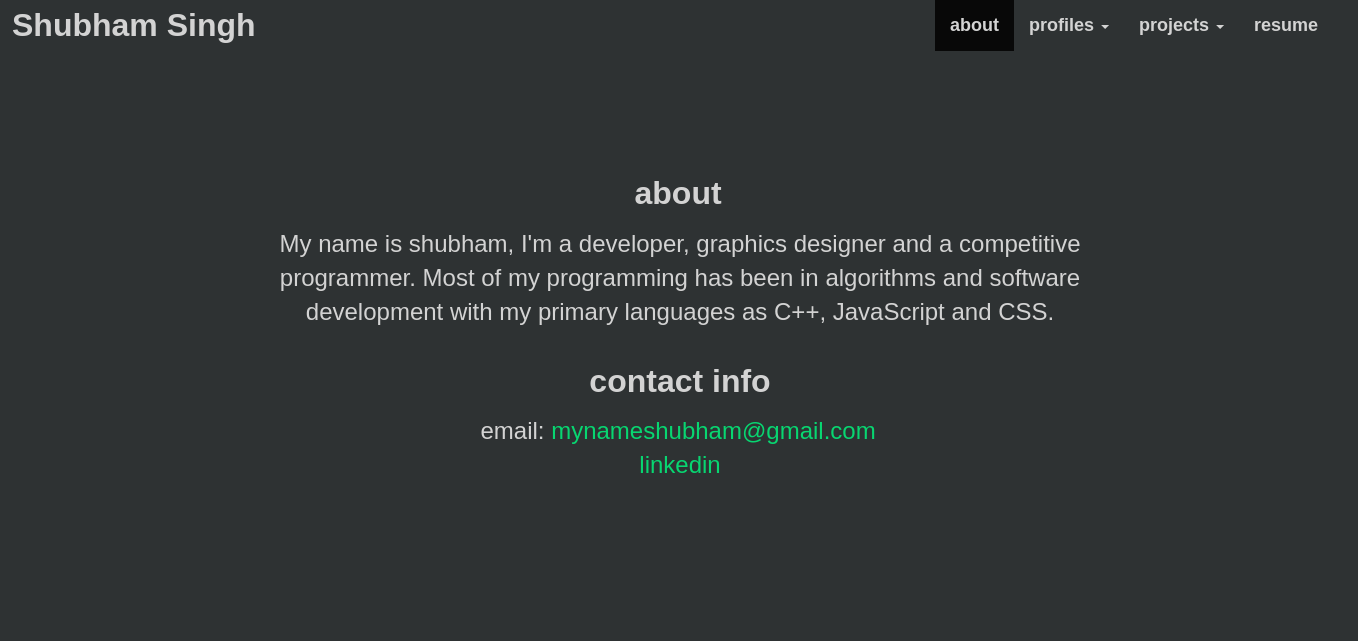 Shubham Singh
about profiles projects resume
about
My name is shubham, I'm a developer, graphics designer and a competitive
programmer. Most of my programming has been in algorithms and software
development with my primary languages as C++, JavaScript and CSS.
contact info
email: mynameshubham@gmail.com
linkedin